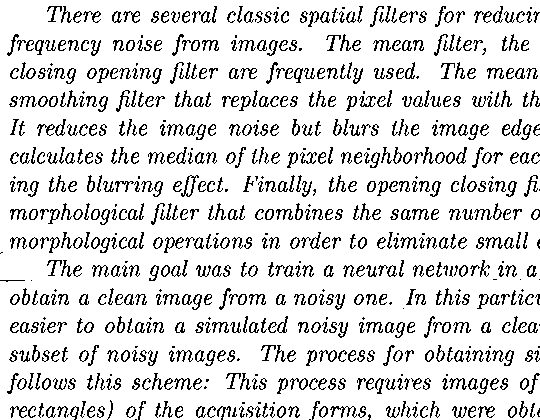 There are several classic spatial filters for reducin
frequency noise from images. The mean filter, the
closing opening filter are frequently used. The mean
smoothing filter that replaces the pixel values with th
It reduces the image noise but blurs the image edge
calculates the median of the pixel neighborhood for eac
ing the blurring effect. Finally, the opening closing fi
morphological filter that combines the same number o
morphological operations in order to eliminate small e
The main goal was to train a neural network in a
obtain a clean image from a noisy one. In this particu
easier to obtain a simulated noisy image from a clea
subset of noisy images. The process for obtaining si
follows this scheme: This process requires images of
rectangles) of the acquisition forms, which were obt